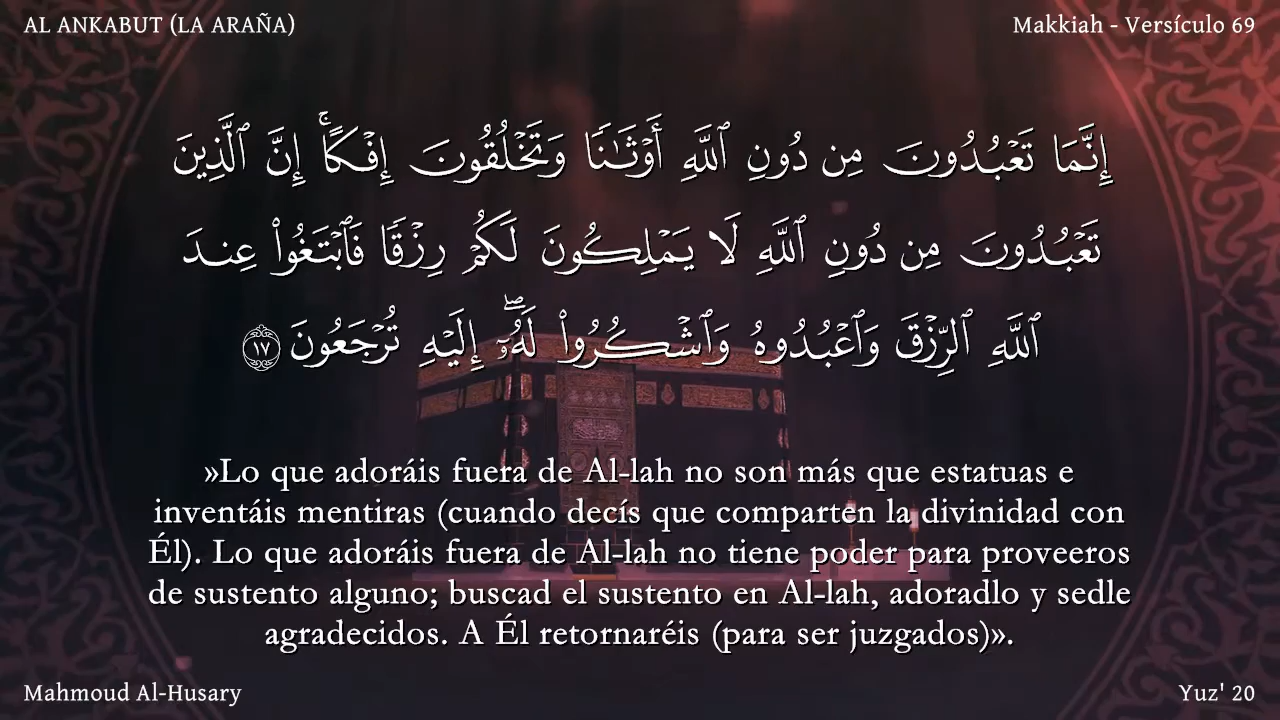 AL ANKABUT (LA ARAÑA)
Makkiah - Versículo 69
إِنَّمَا تَعْبُدُونَ مِن دُونِ ٱللَّهِ أَوْثَـٰنًا وَتَخْلُقُونَ إِفْكًا ۚ إِنَّ ٱلَّذِينَ
تَعْبُدُونَ مِن دُونِ ٱللَّهِ لَا يَمْلِكُونَ لَكُمْ رِزْقًا فَٱبْتَغُوا۟ عِندَ
ٱللَّهِ ٱلرِّزْقَ وَٱعْبُدُوهُ وَٱشْكُرُوا۟ لَهُۥٓ ۖ إِلَيْهِ تُرْجَعُونَ ١٧
»Lo que adoráis fuera de Al-lah no son más que estatuas e
inventáis mentiras (cuando decís que comparten la divinidad con
Él). Lo que adoráis fuera de Al-lah no tiene poder para proveeros
de sustento alguno; buscad el sustento en Al-lah, adoradlo y sedle
agradecidos. A Él retornaréis (para ser juzgados)».
Mahmoud Al-Husary
Yuz' 20